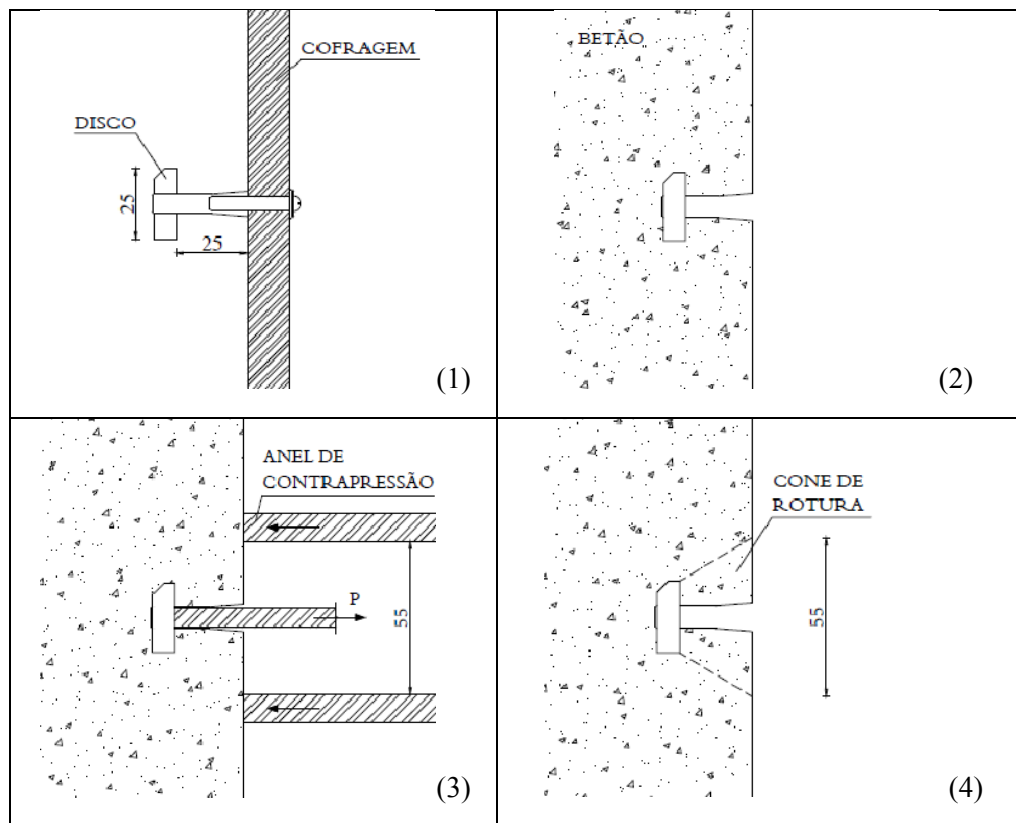 COFRAGEM
DISCO
25
25
(1)
BETÃO
(2)
ANEL DE
CONTRAPRESSÃO
P
55
(3)
CONE DE
ROTURA
55
(4)